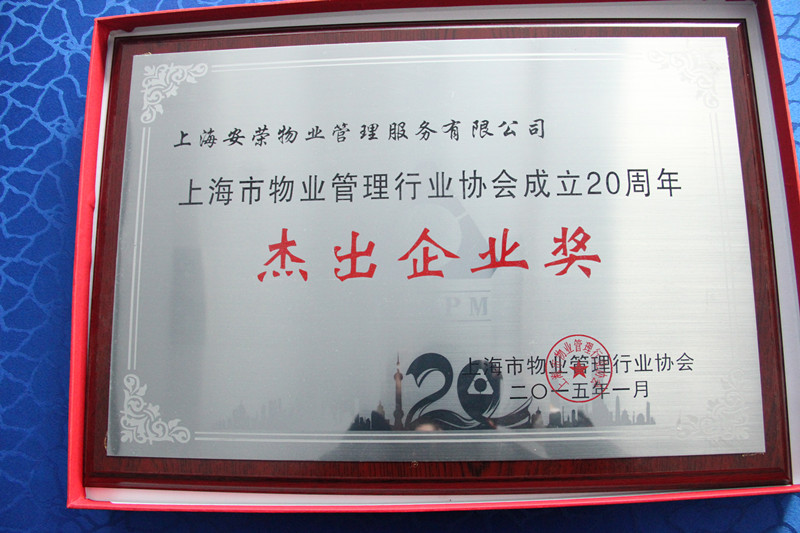 上海安荣物业管理服务有限公司
上海市物业管理行业协会成立20周年
杰出企业奖
PM
20
上海市物业管理行业协会
二〇一五年一月